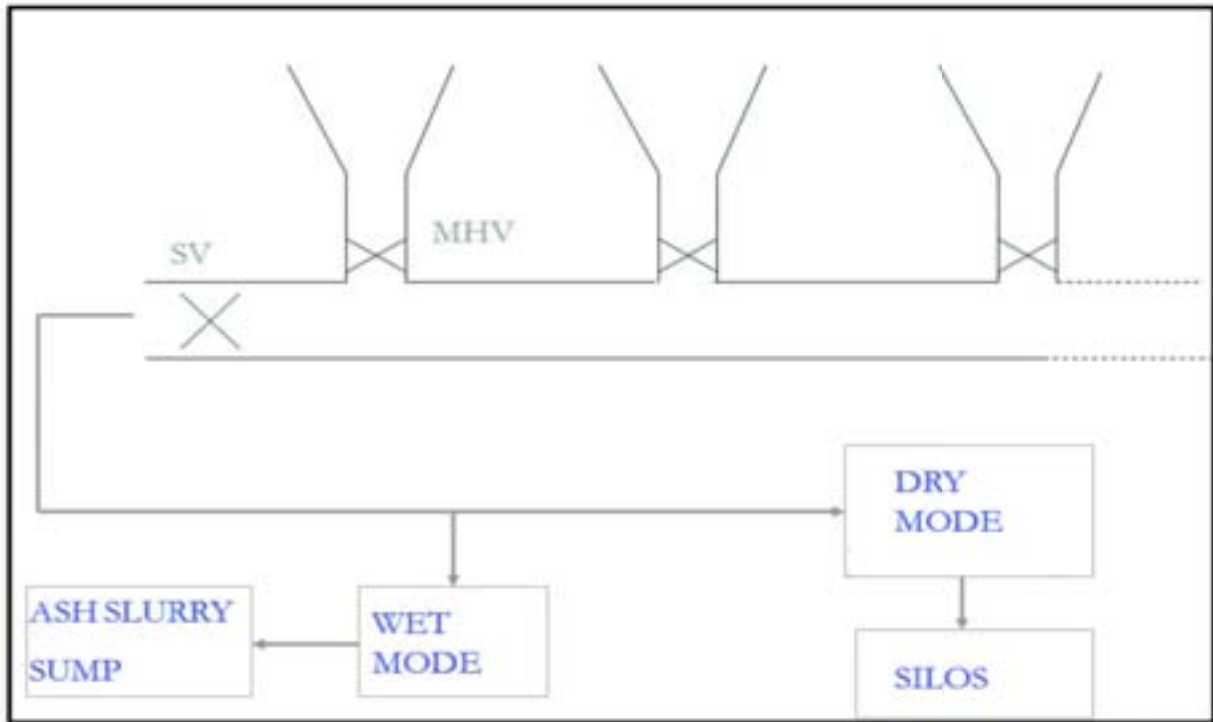 SV
MHV
DRY
MODE
ASH SLURRY
SUMP
WET
MODE
SILOS